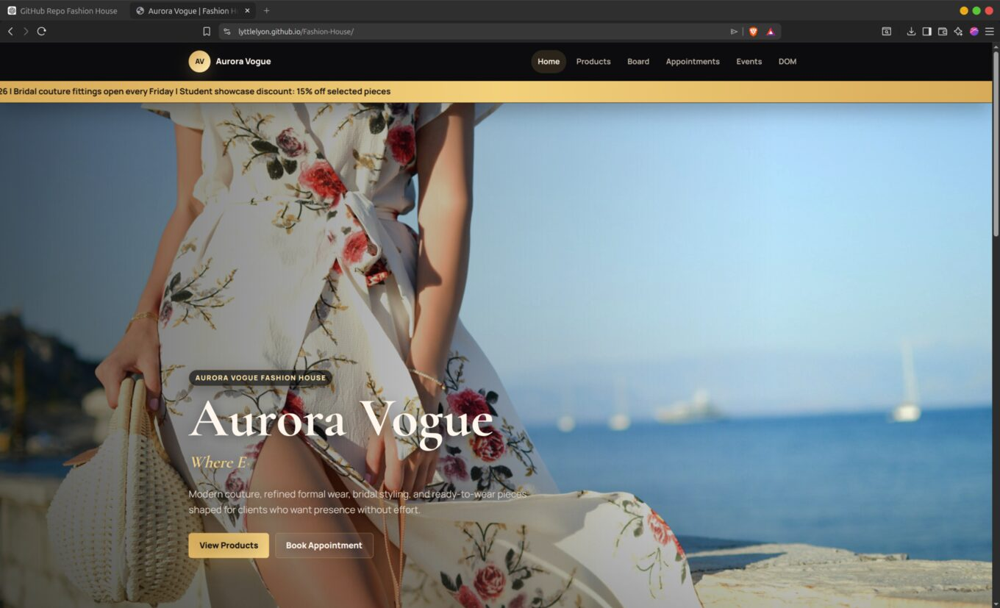 GitHub Repo Fashion House
Aurora Vogue | Fashion H
lyttlelyon.github.io/Fashion-House/
AV
Aurora Vogue
Home
Products
Board
Appointments
Events
DOM
26 | Bridal couture fittings open every Friday | Student showcase discount: 15% off selected pieces
AURORA VOGUE FASHION HOUSE
Aurora Vogue
Where E
Modern couture, refined formal wear, bridal styling, and ready-to-wear pieces
shaped for clients who want presence without effort.
View Products
Book Appointment